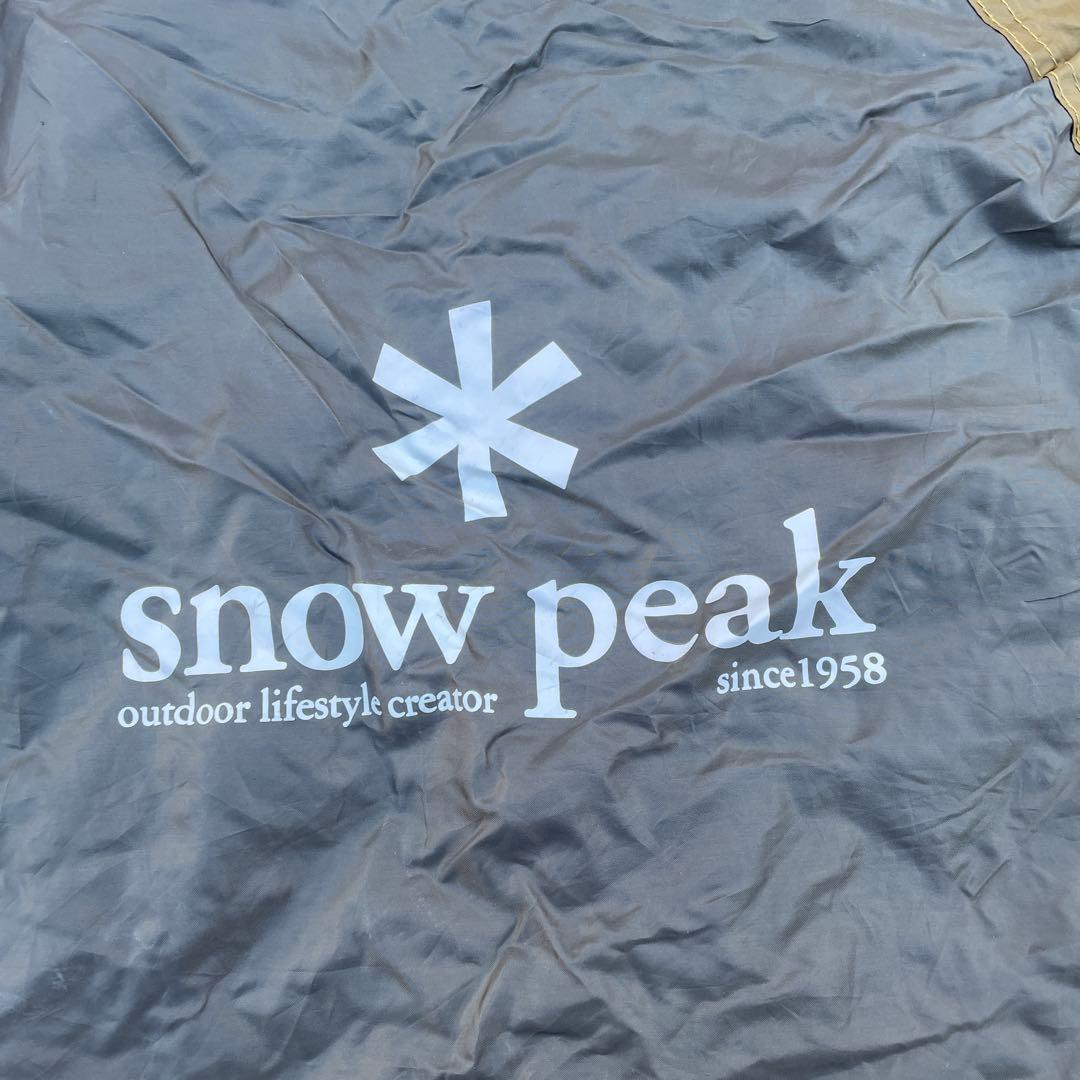 snow peak
outdoor lifestyle creator
since1958